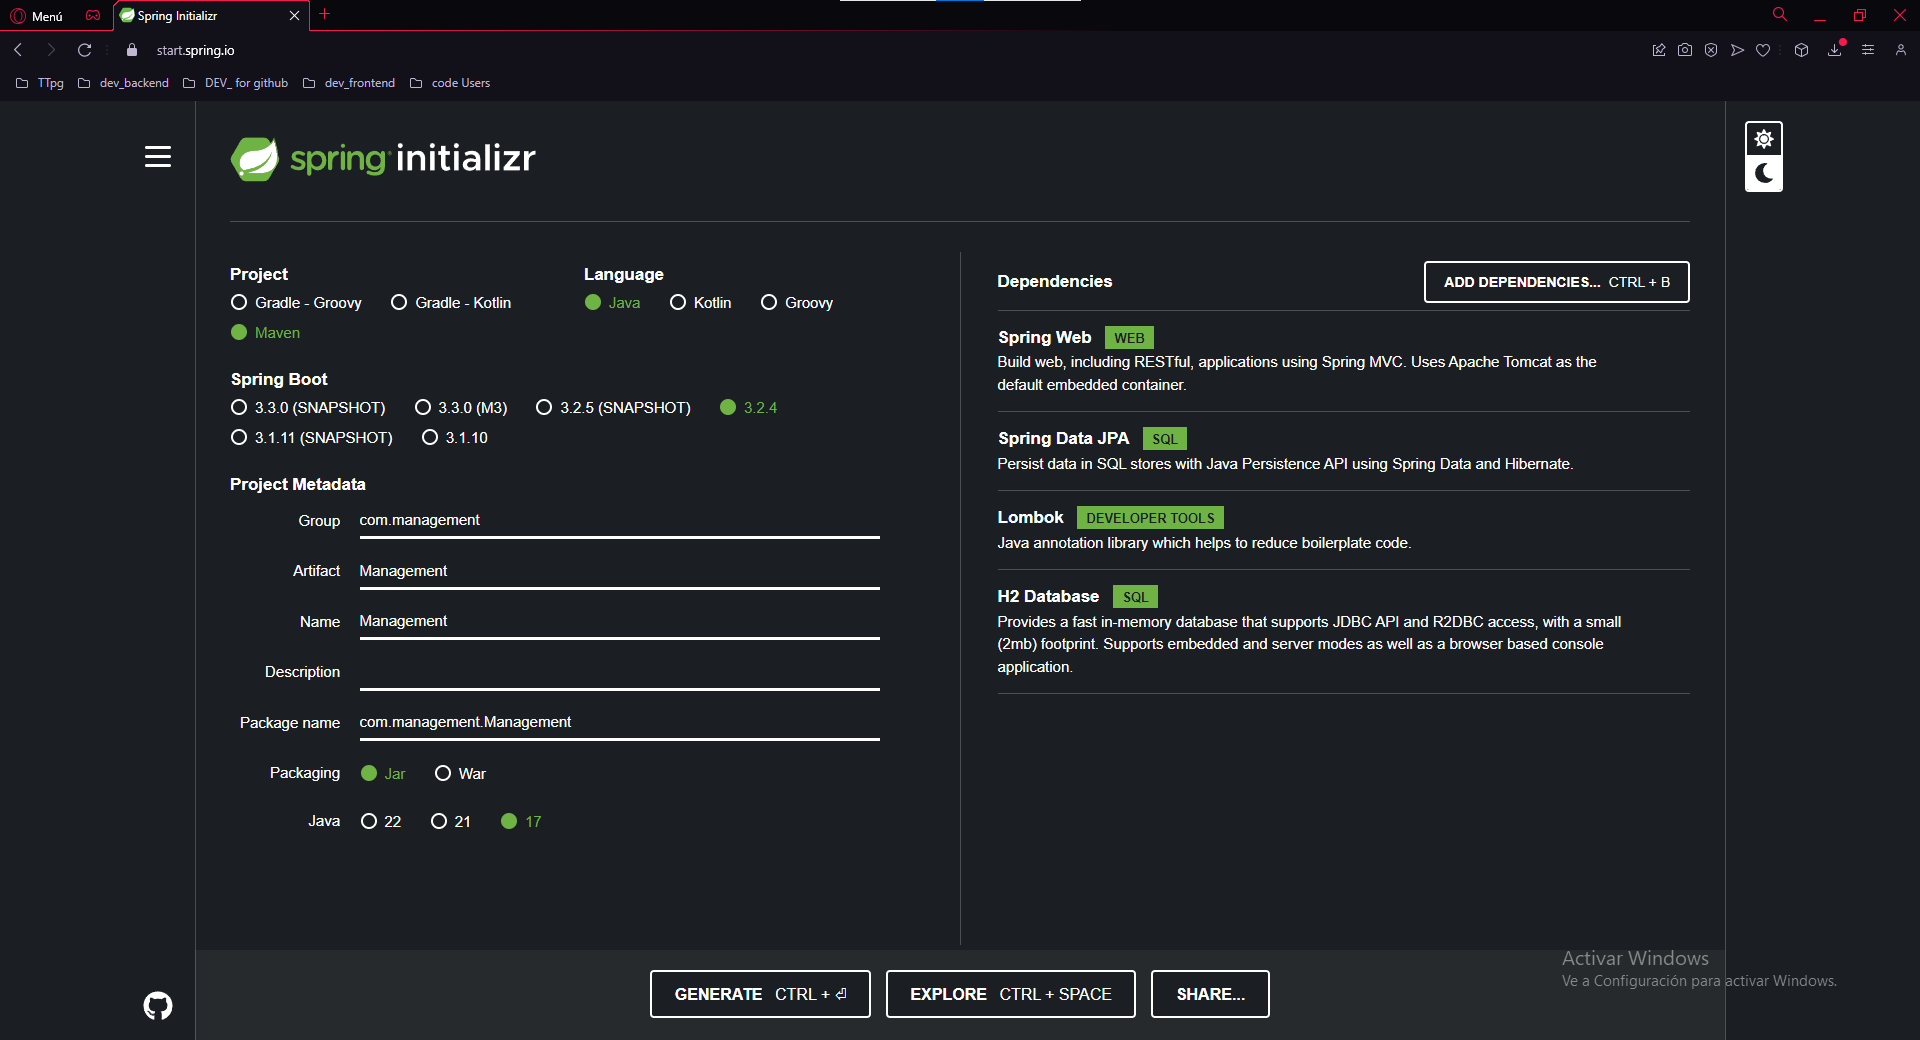 Menú
Spring Initializr
start.spring.io
TTpg dev_backend DEV_ for github dev_frontend code Users
spring initializr
Project
Gradle - Groovy Gradle - Kotlin
Maven
Language
Java Kotlin Groovy
Spring Boot
3.3.0 (SNAPSHOT) 3.3.0 (M3) 3.2.5 (SNAPSHOT) 3.2.4
3.1.11 (SNAPSHOT) 3.1.10
Project Metadata
Group com.management
Artifact Management
Name Management
Description
Package name com.management.Management
Packaging Jar War
Java 22 21 17
Dependencies
ADD DEPENDENCIES... CTRL + B
Spring Web WEB
Build web, including RESTful, applications using Spring MVC. Uses Apache Tomcat as the
default embedded container.
Spring Data JPA SQL
Persist data in SQL stores with Java Persistence API using Spring Data and Hibernate.
Lombok DEVELOPER TOOLS
Java annotation library which helps to reduce boilerplate code.
H2 Database SQL
Provides a fast in-memory database that supports JDBC API and R2DBC access, with a small
(2mb) footprint. Supports embedded and server modes as well as a browser based console
application.
GENERATE CTRL + ⏎
EXPLORE CTRL + SPACE
SHARE...
Activar Windows
Ve a Configuración para activar Windows.